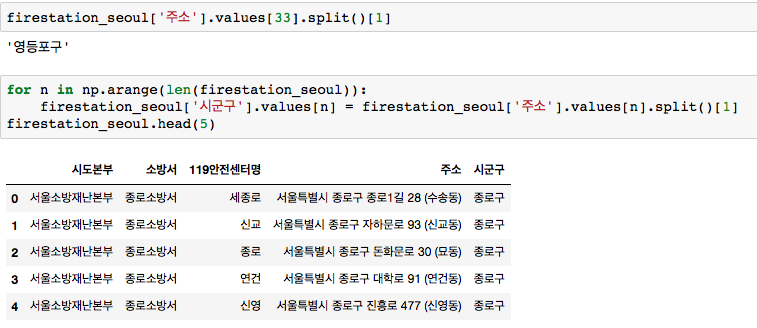 firestation_seoul['주소'].values[33].split()[1]
'영등포구'
for n in np.arange(len(firestation_seoul)):
    firestation_seoul['시군구'].values[n] = firestation_seoul['주소'].values[n].split()[1]
firestation_seoul.head(5)
시도본부 소방서 119안전센터명 주소 시군구
0 서울소방재난본부 종로소방서 세종로 서울특별시 종로구 종로1길 28 (수송동) 종로구
1 서울소방재난본부 종로소방서 신교 서울특별시 종로구 자하문로 93 (신교동) 종로구
2 서울소방재난본부 종로소방서 종로 서울특별시 종로구 돈화문로 30 (묘동) 종로구
3 서울소방재난본부 종로소방서 연건 서울특별시 종로구 대학로 91 (연건동) 종로구
4 서울소방재난본부 종로소방서 신영 서울특별시 종로구 진흥로 477 (신영동) 종로구